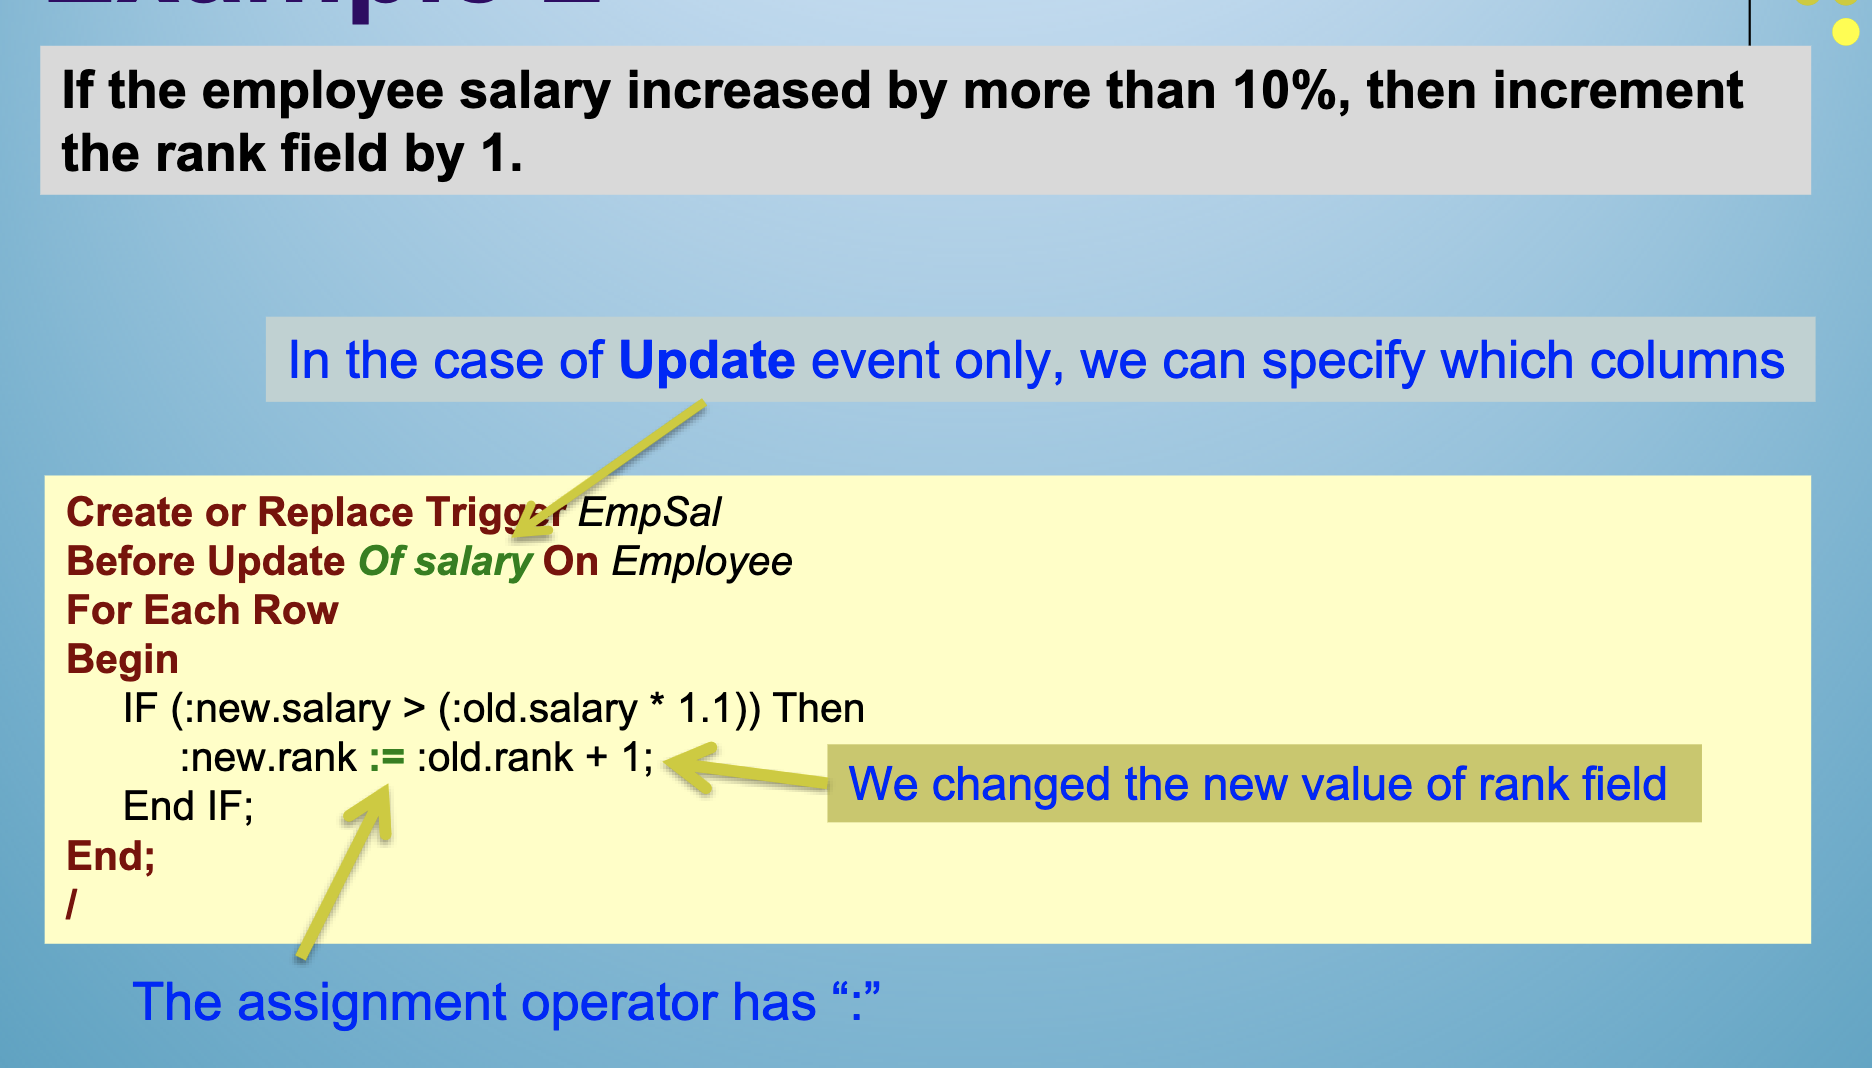 If the employee salary increased by more than 10%, then increment
the rank field by 1.
In the case of Update event only, we can specify which columns
Create or Replace Trigger EmpSal
Before Update Of salary On Employee
For Each Row
Begin
IF (:new.salary > (:old.salary * 1.1)) Then
:new.rank := :old.rank + 1;
We changed the new value of rank field
End IF;
End;
/
The assignment operator has “:”